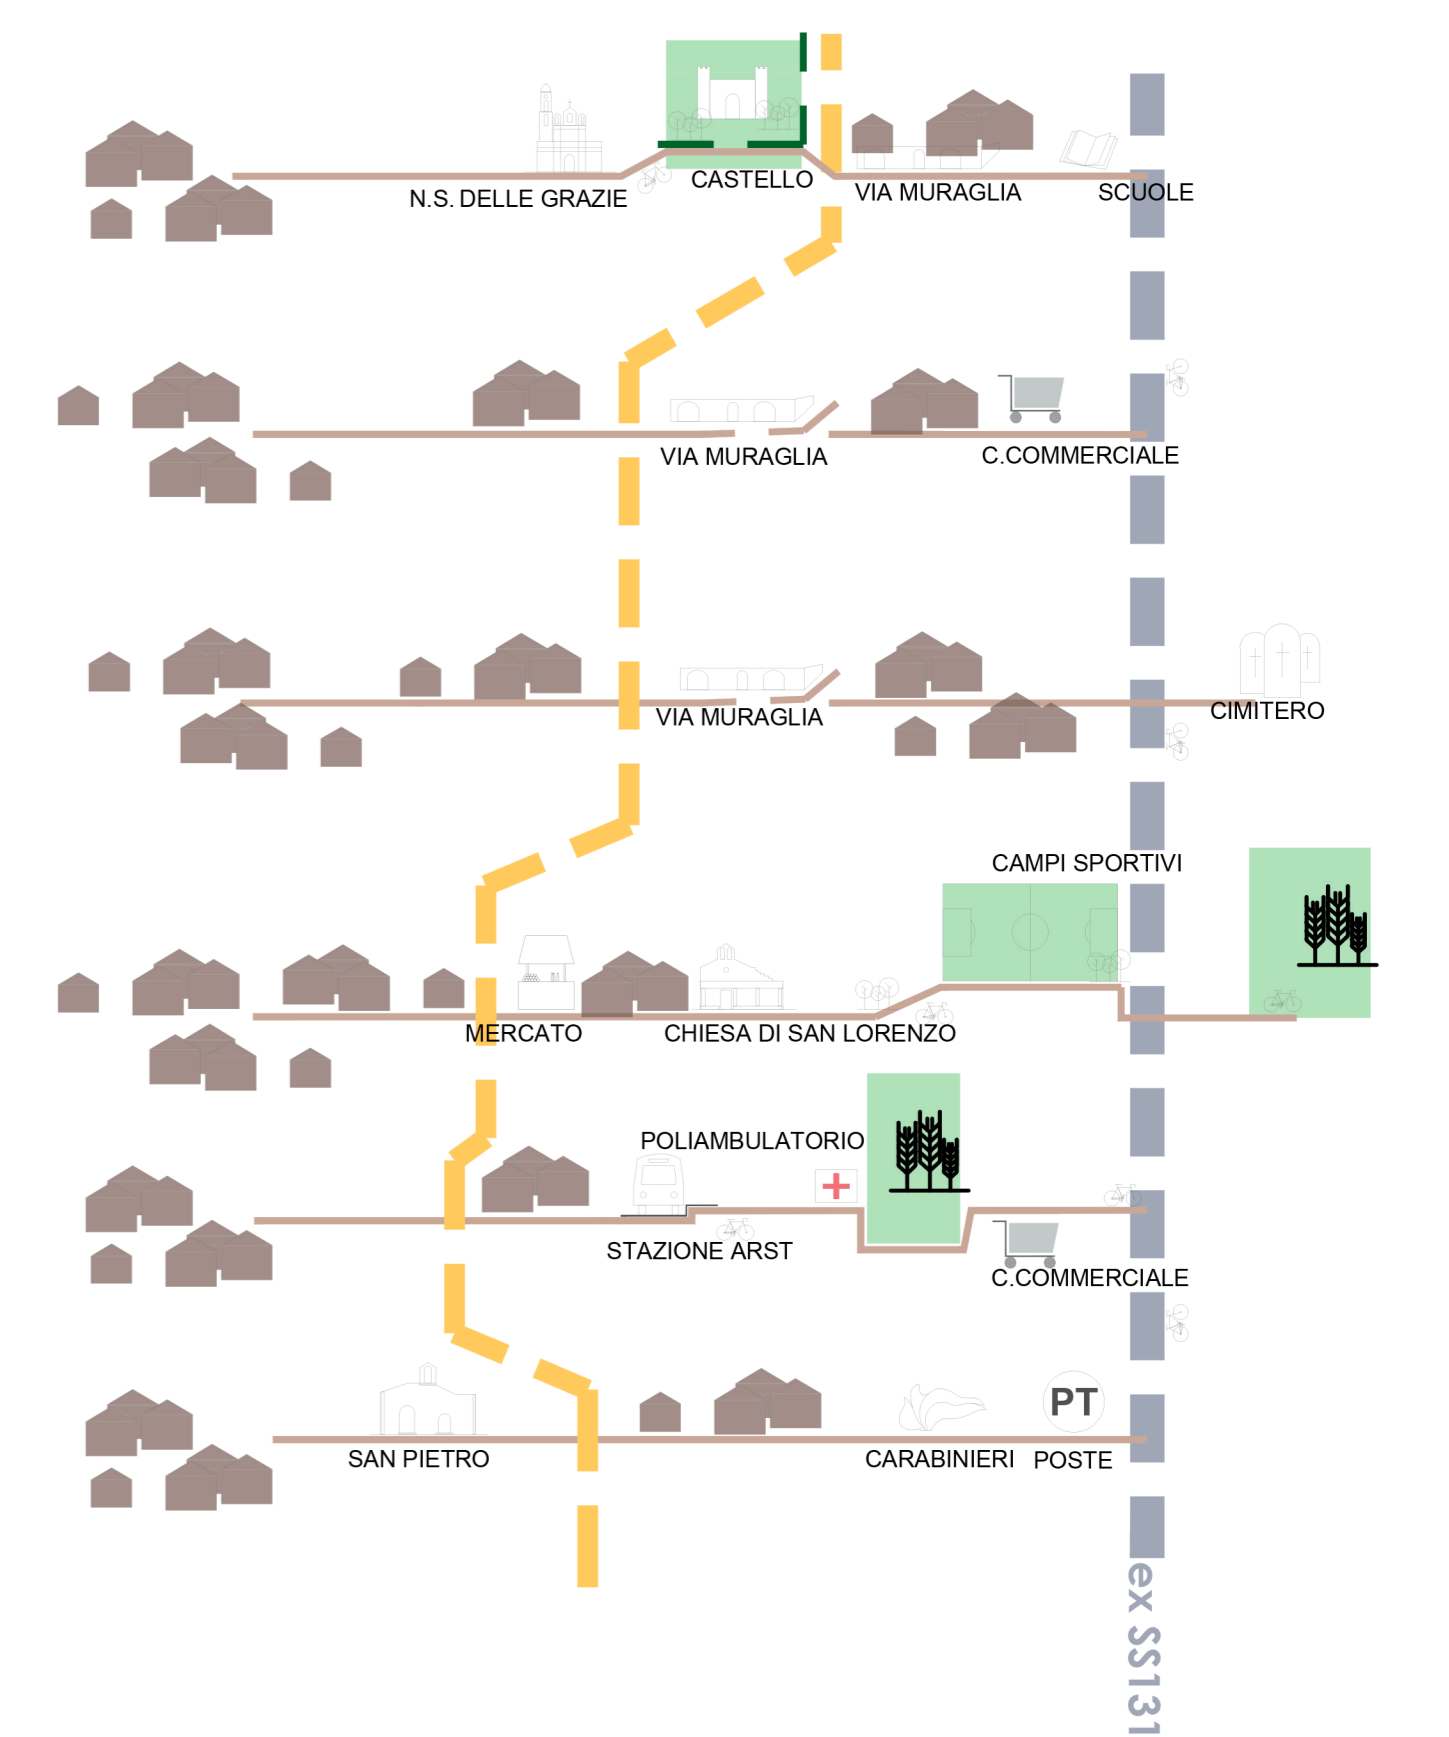 N.S. DELLE GRAZIE
CASTELLO
VIA MURAGLIA
SCUOLE
VIA MURAGLIA
C.COMMERCIALE
VIA MURAGLIA
CIMITERO
CAMPI SPORTIVI
MERCATO
CHIESA DI SAN LORENZO
POLIAMBULATORIO
STAZIONE ARST
C.COMMERCIALE
PT
SAN PIETRO
CARABINIERI
POSTE
ex SS131